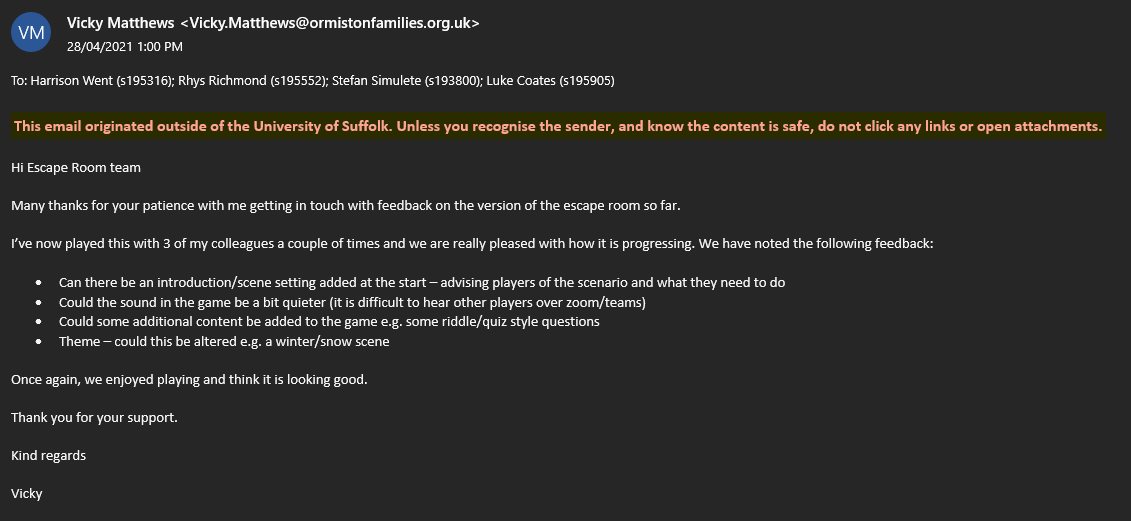 VM
Vicky Matthews <Vicky.Matthews@ormistonfamilies.org.uk>
28/04/2021 1:00 PM
To: Harrison Went (s195316); Rhys Richmond (s195552); Stefan Simulete (s193800); Luke Coates (s195905)
This email originated outside of the University of Suffolk. Unless you recognise the sender, and know the content is safe, do not click any links or open attachments.
Hi Escape Room team
Many thanks for your patience with me getting in touch with feedback on the version of the escape room so far.
I've now played this with 3 of my colleagues a couple of times and we are really pleased with how it is progressing. We have noted the following feedback:
• Can there be an introduction/scene setting added at the start – advising players of the scenario and what they need to do
• Could the sound in the game be a bit quieter (it is difficult to hear other players over zoom/teams)
• Could some additional content be added to the game e.g. some riddle/quiz style questions
• Theme – could this be altered e.g. a winter/snow scene
Once again, we enjoyed playing and think it is looking good.
Thank you for your support.
Kind regards
Vicky